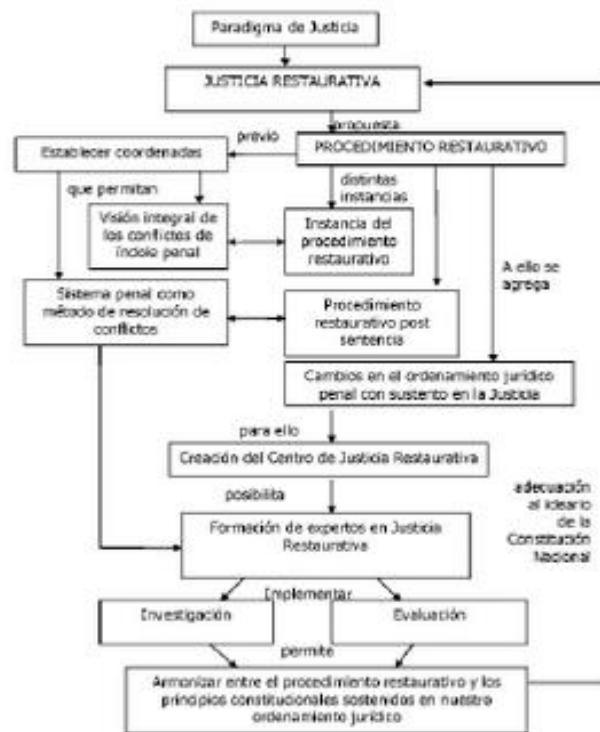 Paradigma de Justicia
JUSTICIA RESTAURATIVA
propuesta
previo
Establecer coordenadas
PROCEDIMIENTO RESTAURATIVO
que permitan
distintas
instancias
Visión integral de
los conflictos de
índole penal
Instancia del
procedimiento
restaurativo
A ello se
agrega
Sistema penal como
método de resolución de
conflictos
Procedimiento
restaurativo post
sentencia
Cambios en el ordenamiento jurídico
penal con sustento en la Justicia
para ello
Creación del Centro de Justicia Restaurativa
posibilita
adecuación
al ideario
de la
Constitución
Nacional
Formación de expertos en Justicia
Restaurativa
Implementar
Investigación
Evaluación
permite
Armonizar entre el procedimiento restaurativo y los
principios constitucionales sostenidos en nuestro
ordenamiento jurídico